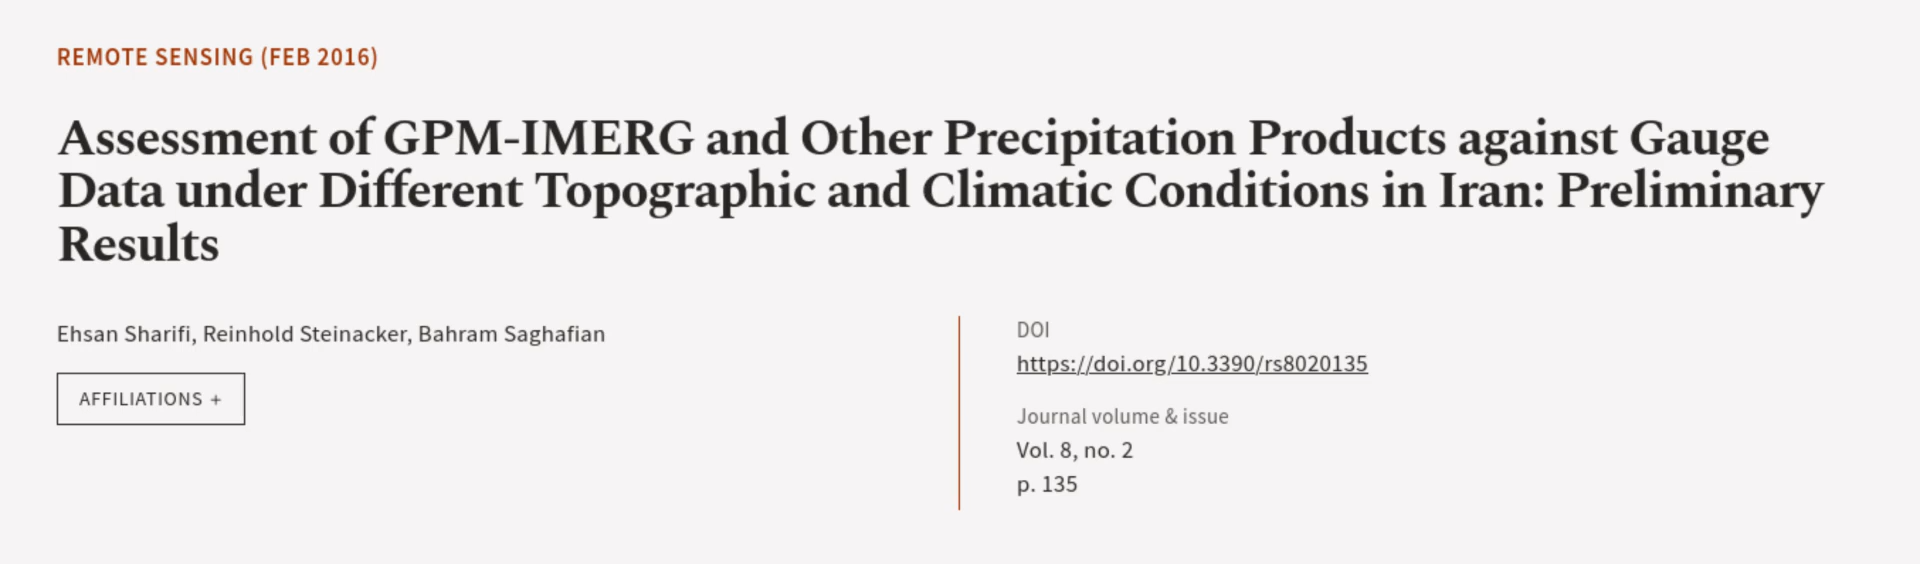 REMOTE SENSING (FEB 2016)
Assessment of GPM-IMERG and Other Precipitation Products against Gauge
Data under Different Topographic and Climatic Conditions in Iran: Preliminary
Results
Ehsan Sharifi, Reinhold Steinacker, Bahram Saghafian
AFFILIATIONS +
DOI
https://doi.org/10.3390/rs8020135
Journal volume & issue
Vol. 8, no. 2
p. 135